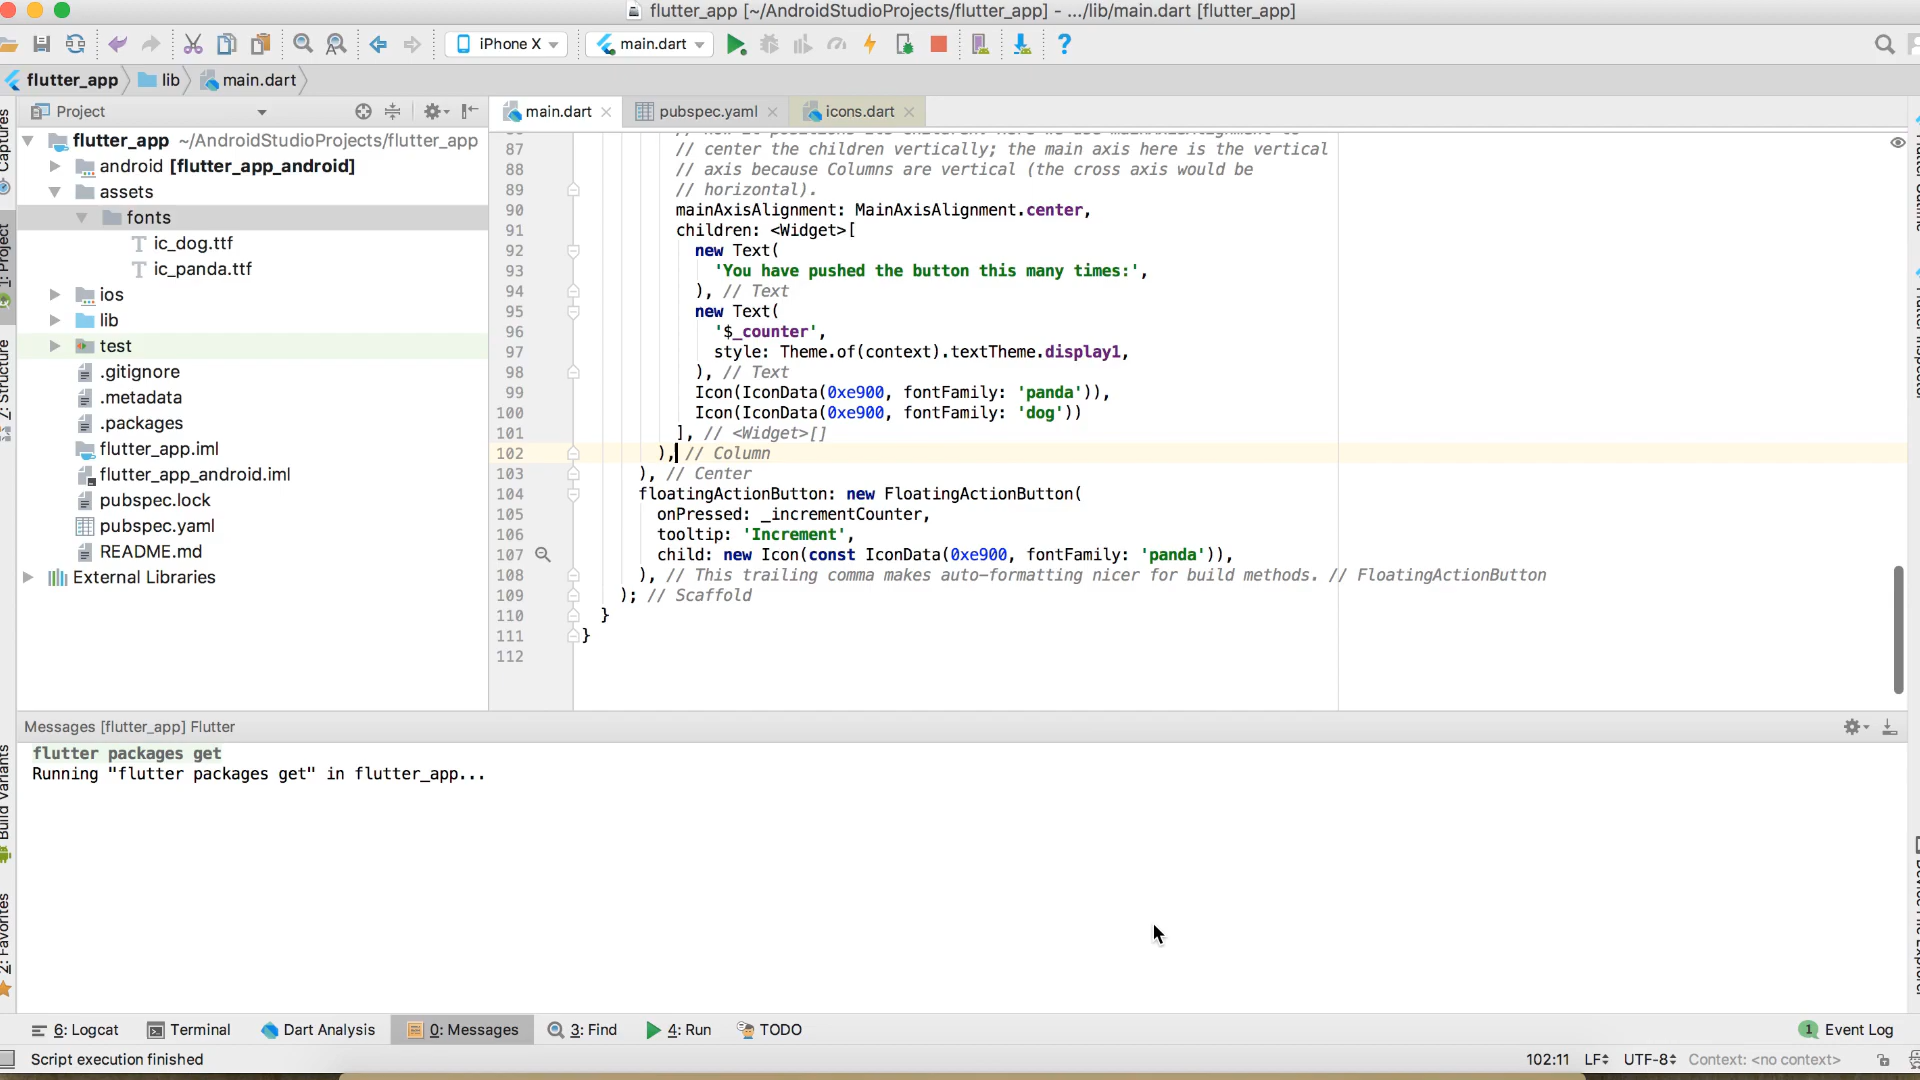 flutter_app [~/AndroidStudioProjects/flutter_app] - .../lib/main.dart [flutter_app]
iPhone X
main.dart
flutter_app
lib
main.dart
Project
main.dart
pubspec.yaml
icons.dart
Captures
1: Project
7: Structure
Build Variants
2: Favorites
flutter_app ~/AndroidStudioProjects/flutter_app
android [flutter_app_android]
assets
fonts
ic_dog.ttf
ic_panda.ttf
ios
lib
test
.gitignore
.metadata
.packages
flutter_app.iml
flutter_app_android.iml
pubspec.lock
pubspec.yaml
README.md
External Libraries
87 // center the children vertically; the main axis here is the vertical
88 // axis because Columns are vertical (the cross axis would be
89 // horizontal).
90 mainAxisAlignment: MainAxisAlignment.center,
91 children: <Widget>[
92 new Text(
93 'You have pushed the button this many times:',
94 ), // Text
95 new Text(
96 '$_counter',
97 style: Theme.of(context).textTheme.display1,
98 ), // Text
99 Icon(IconData(0xe900, fontFamily: 'panda')),
100 Icon(IconData(0xe900, fontFamily: 'dog'))
101 ], // <Widget>[]
102 ), // Column
103 ), // Center
104 floatingActionButton: new FloatingActionButton(
105 onPressed: _incrementCounter,
106 tooltip: 'Increment',
107 child: new Icon(const IconData(0xe900, fontFamily: 'panda')),
108 ), // This trailing comma makes auto-formatting nicer for build methods. // FloatingActionButton
109 ); // Scaffold
110 }
111 }
112
Messages [flutter_app] Flutter
flutter packages get
Running "flutter packages get" in flutter_app...
6: Logcat
Terminal
Dart Analysis
0: Messages
3: Find
4: Run
TODO
1 Event Log
Script execution finished
102:11 LF UTF-8 Context: <no context>